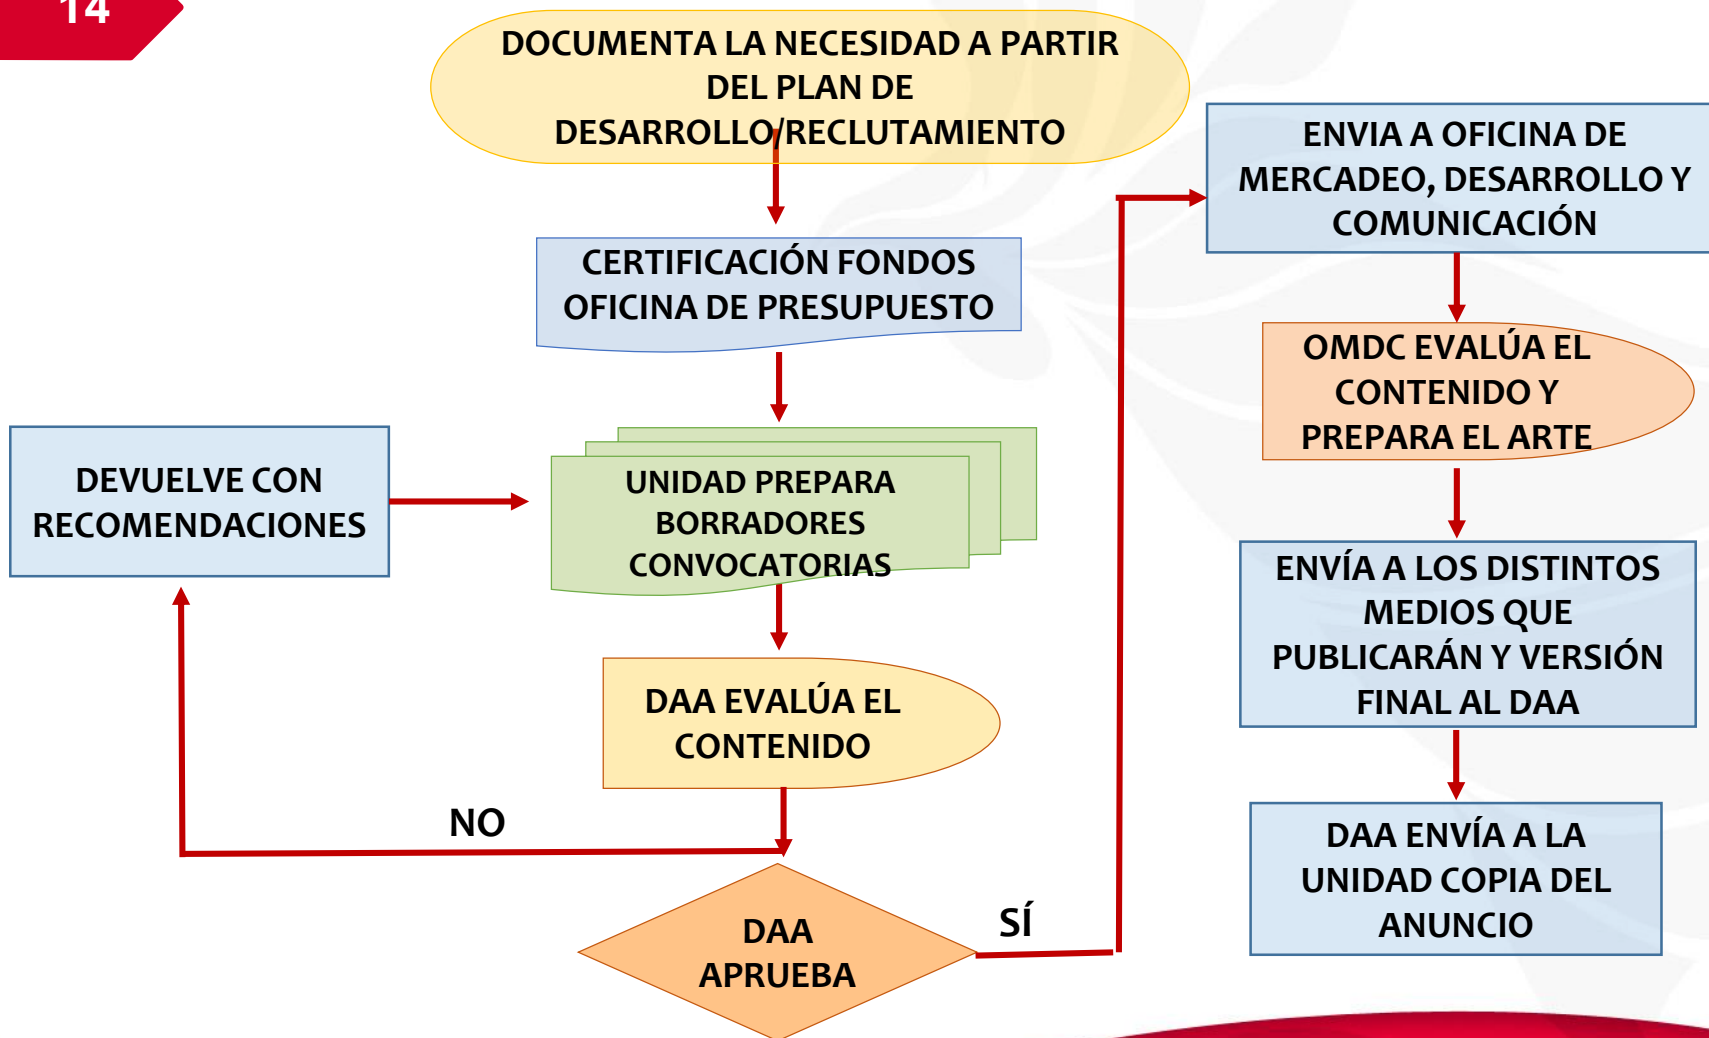 14
DOCUMENTA LA NECESIDAD A PARTIR
DEL PLAN DE
DESARROLLO/RECLUTAMIENTO
CERTIFICACIÓN FONDOS
OFICINA DE PRESUPUESTO
DEVUELVE CON
RECOMENDACIONES
UNIDAD PREPARA
BORRADORES
CONVOCATORIAS
DAA EVALÚA EL
CONTENIDO
NO
DAA
APRUEBA
SÍ
ENVIA A OFICINA DE
MERCADEO, DESARROLLO Y
COMUNICACIÓN
OMDC EVALÚA EL
CONTENIDO Y
PREPARA EL ARTE
ENVÍA A LOS DISTINTOS
MEDIOS QUE
PUBLICARÁN Y VERSIÓN
FINAL AL DAA
DAA ENVÍA A LA
UNIDAD COPIA DEL
ANUNCIO